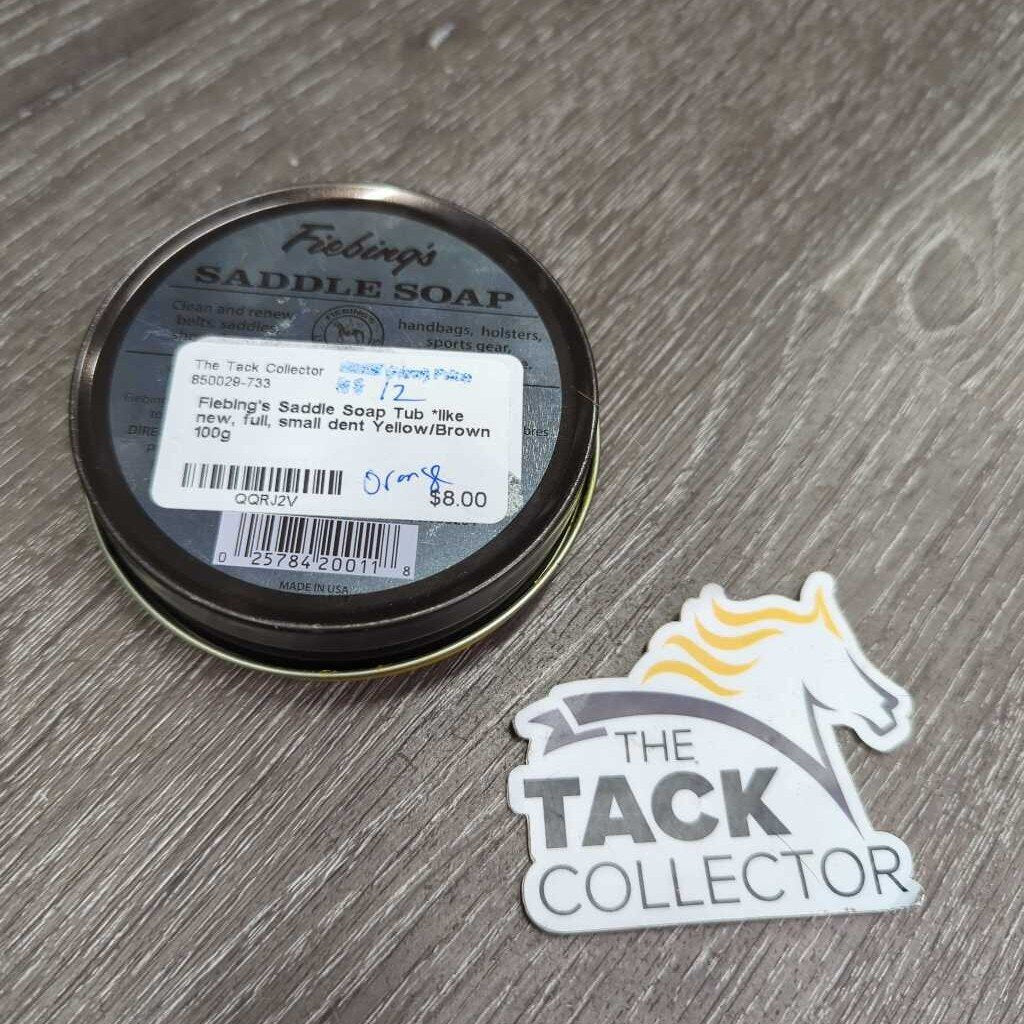 Fiebing's
SADDLE SOAP
Clean and renew
belts, saddles,
FIEBING'S
handbags, holsters,
sports gear,
The Tack Collector
850029-733
12
Fiebing's Saddle Soap Tub *like
new, full, small dent Yellow/Brown
100g
Orange
$8.00
QQRJ2V
0 25784 20011 8
MADE IN USA
THE
TACK
COLLECTOR